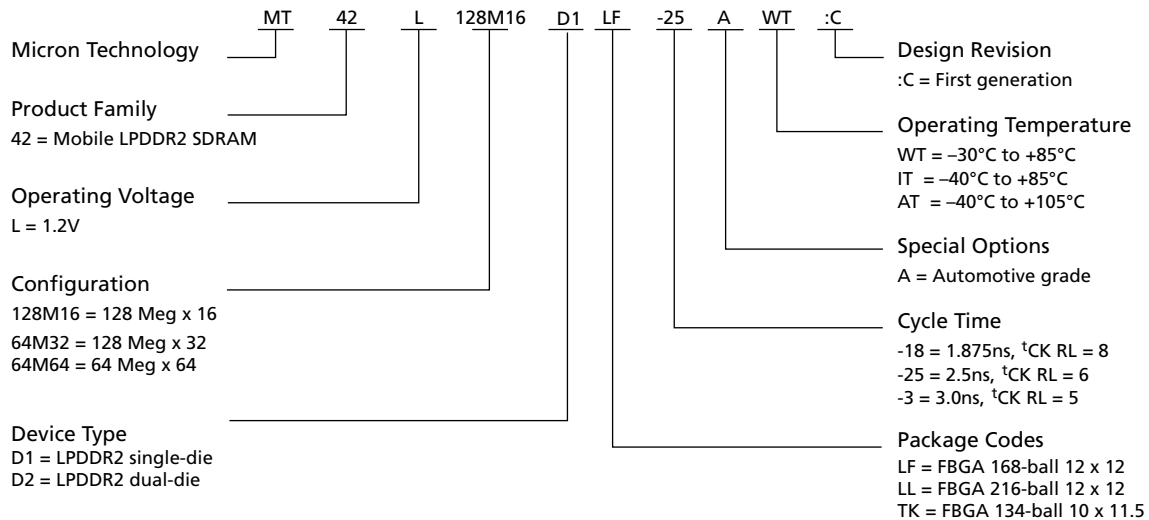 MT 42 L 128M16 D1 LF -25 A WT :C
Micron Technology
Product Family
42 = Mobile LPDDR2 SDRAM
Operating Voltage
L = 1.2V
Configuration
128M16 = 128 Meg x 16
64M32 = 128 Meg x 32
64M64 = 64 Meg x 64
Device Type
D1 = LPDDR2 single-die
D2 = LPDDR2 dual-die
Design Revision
:C = First generation
Operating Temperature
WT = –30°C to +85°C
IT = –40°C to +85°C
AT = –40°C to +105°C
Special Options
A = Automotive grade
Cycle Time
-18 = 1.875ns, tCK RL = 8
-25 = 2.5ns, tCK RL = 6
-3 = 3.0ns, tCK RL = 5
Package Codes
LF = FBGA 168-ball 12 x 12
LL = FBGA 216-ball 12 x 12
TK = FBGA 134-ball 10 x 11.5